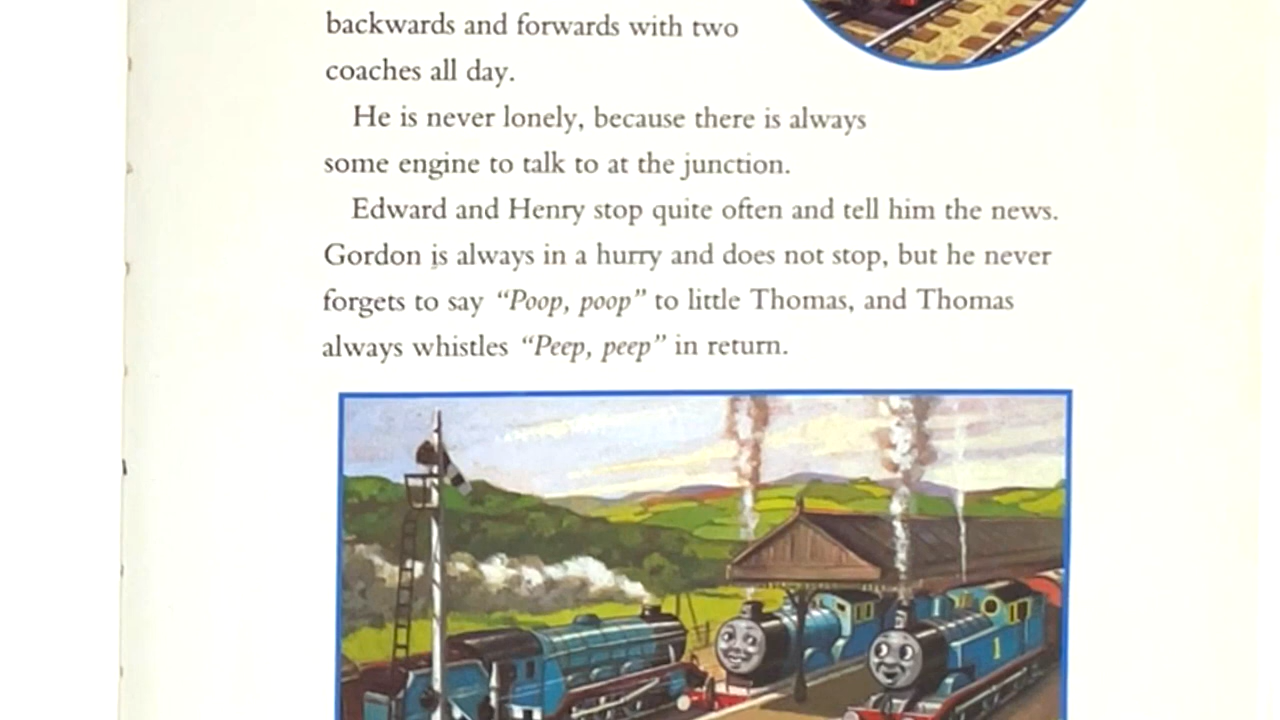 backwards and forwards with two
coaches all day.
He is never lonely, because there is always
some engine to talk to at the junction.
Edward and Henry stop quite often and tell him the news.
Gordon is always in a hurry and does not stop, but he never
forgets to say “Poop, poop” to little Thomas, and Thomas
always whistles “Peep, peep” in return.
1